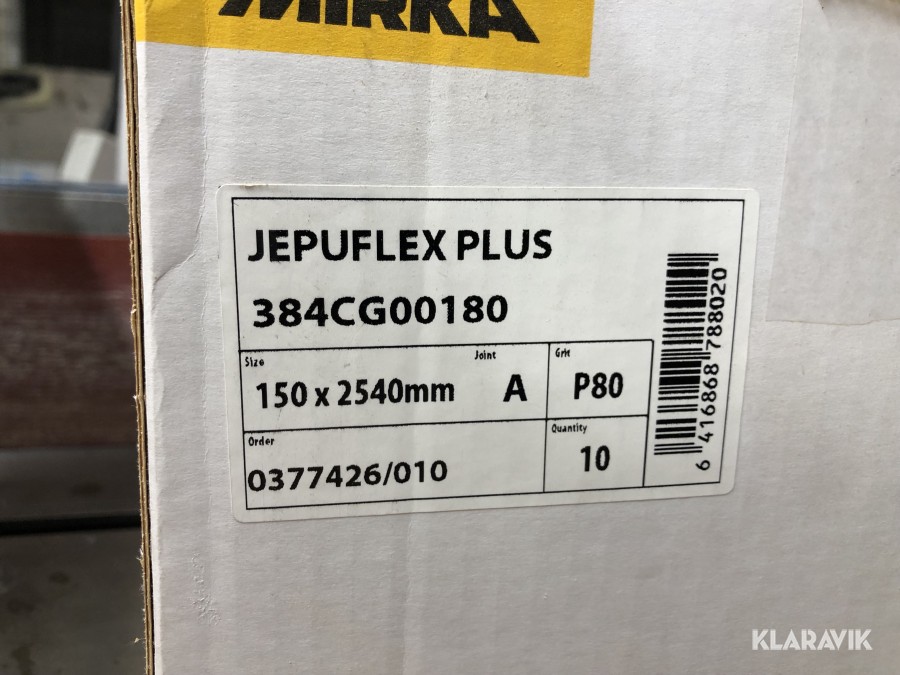 MIRKA
JEPUFLEX PLUS
384CG00180
Size
Joint
Grit
150 x 2540mm
A
P80
Order
Quantity
0377426/010
10
6 416868 788020
KLARAVIK